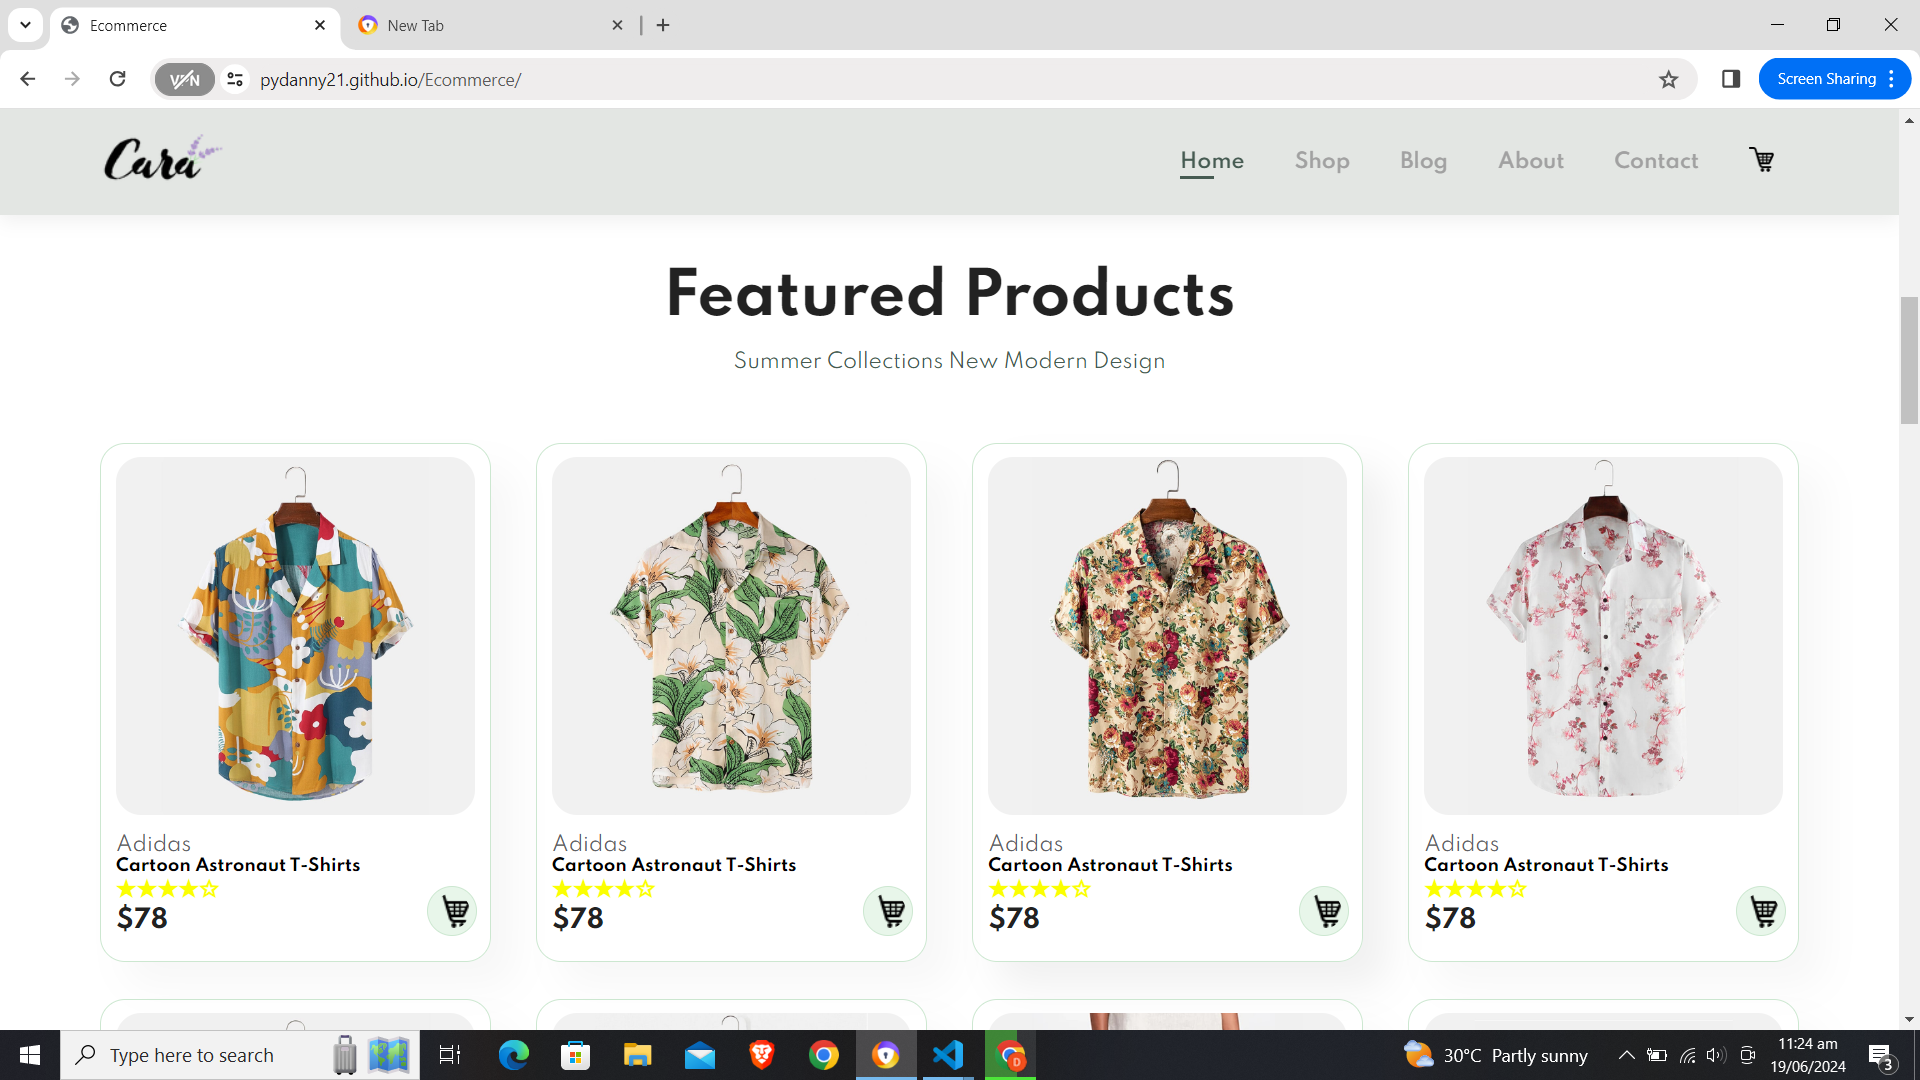 Ecommerce
New Tab
VPN
pydanny21.github.io/Ecommerce/
Screen Sharing
Cara
Home
Shop
Blog
About
Contact
Featured Products
Summer Collections New Modern Design
Adidas
Cartoon Astronaut T-Shirts
$78
Adidas
Cartoon Astronaut T-Shirts
$78
Adidas
Cartoon Astronaut T-Shirts
$78
Adidas
Cartoon Astronaut T-Shirts
$78
Type here to search
D
30°C Partly sunny
11:24 am
19/06/2024
3